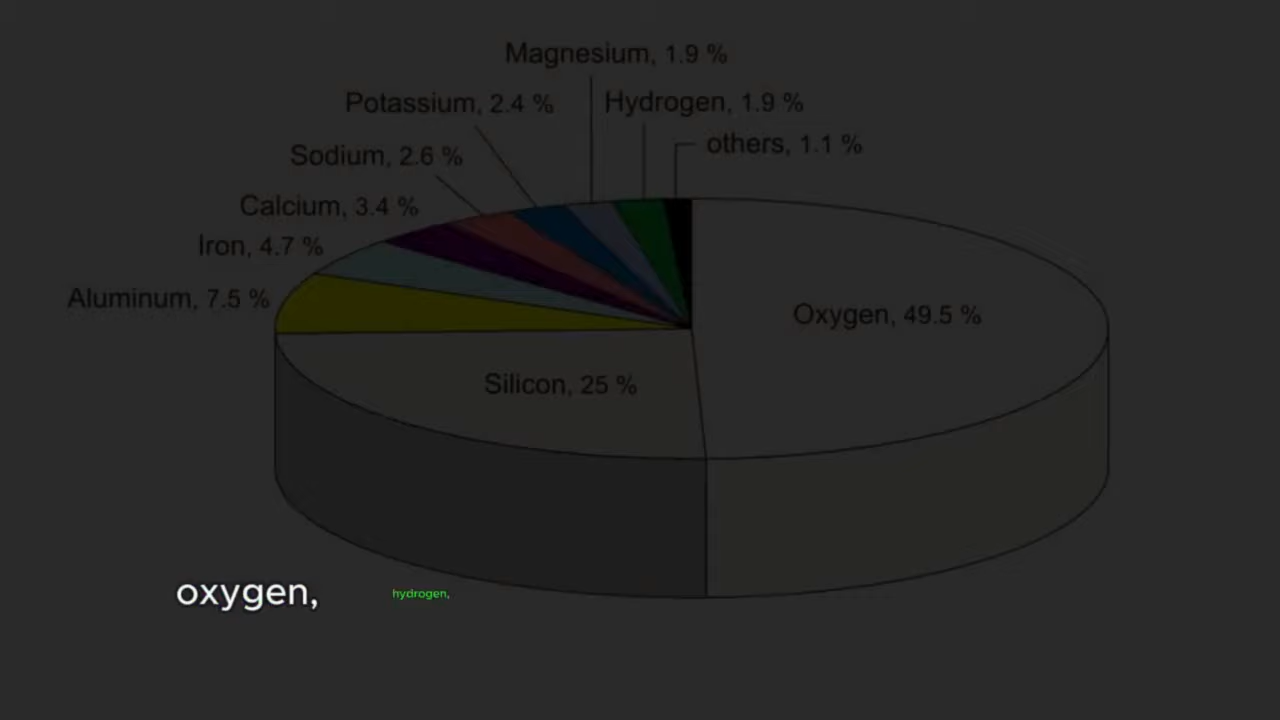 Magnesium, 1.9 %
Potassium, 2.4 %
Hydrogen, 1.9 %
others, 1.1 %
Sodium, 2.6 %
Calcium, 3.4 %
Iron, 4.7 %
Aluminum, 7.5 %
Oxygen, 49.5 %
Silicon, 25 %
oxygen, hydrogen,